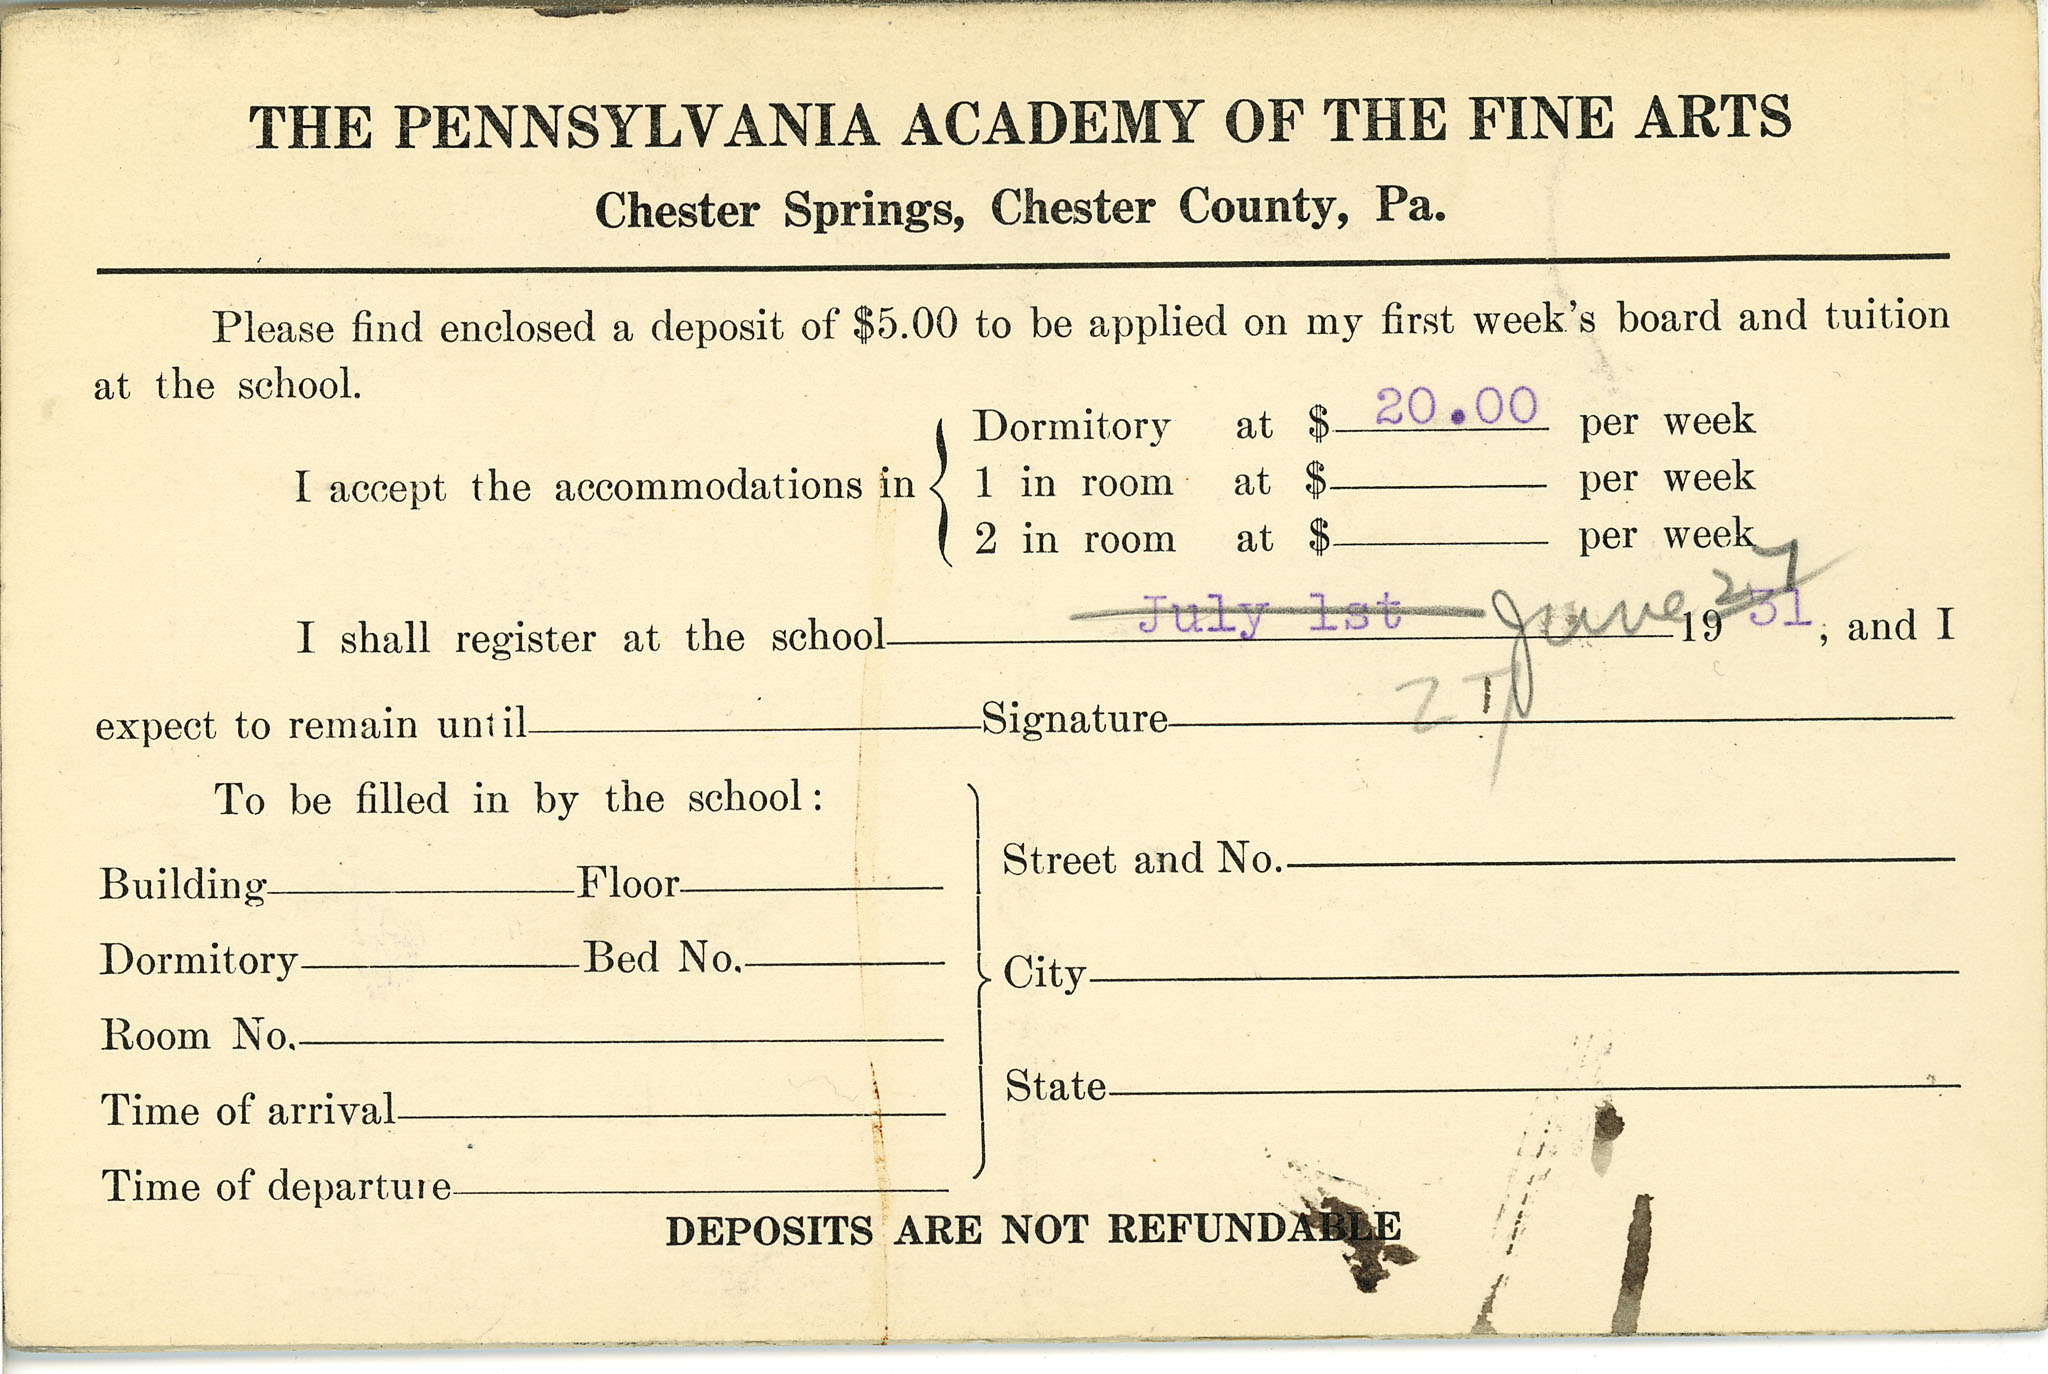 THE PENNSYLVANIA ACADEMY OF THE FINE ARTS
Chester Springs, Chester County, Pa.
Please find enclosed a deposit of $5.00 to be applied on my first week's board and tuition
at the school.
I accept the accommodations in
Dormitory at $ 20.00 per week
1 in room at $ per week
2 in room at $ per week
I shall register at the school July 1st June 27 1931, and I
27
expect to remain until Signature
To be filled in by the school:
Building Floor
Dormitory Bed No.
Room No.
Time of arrival
Time of departure
Street and No.
City
State
DEPOSITS ARE NOT REFUNDABLE